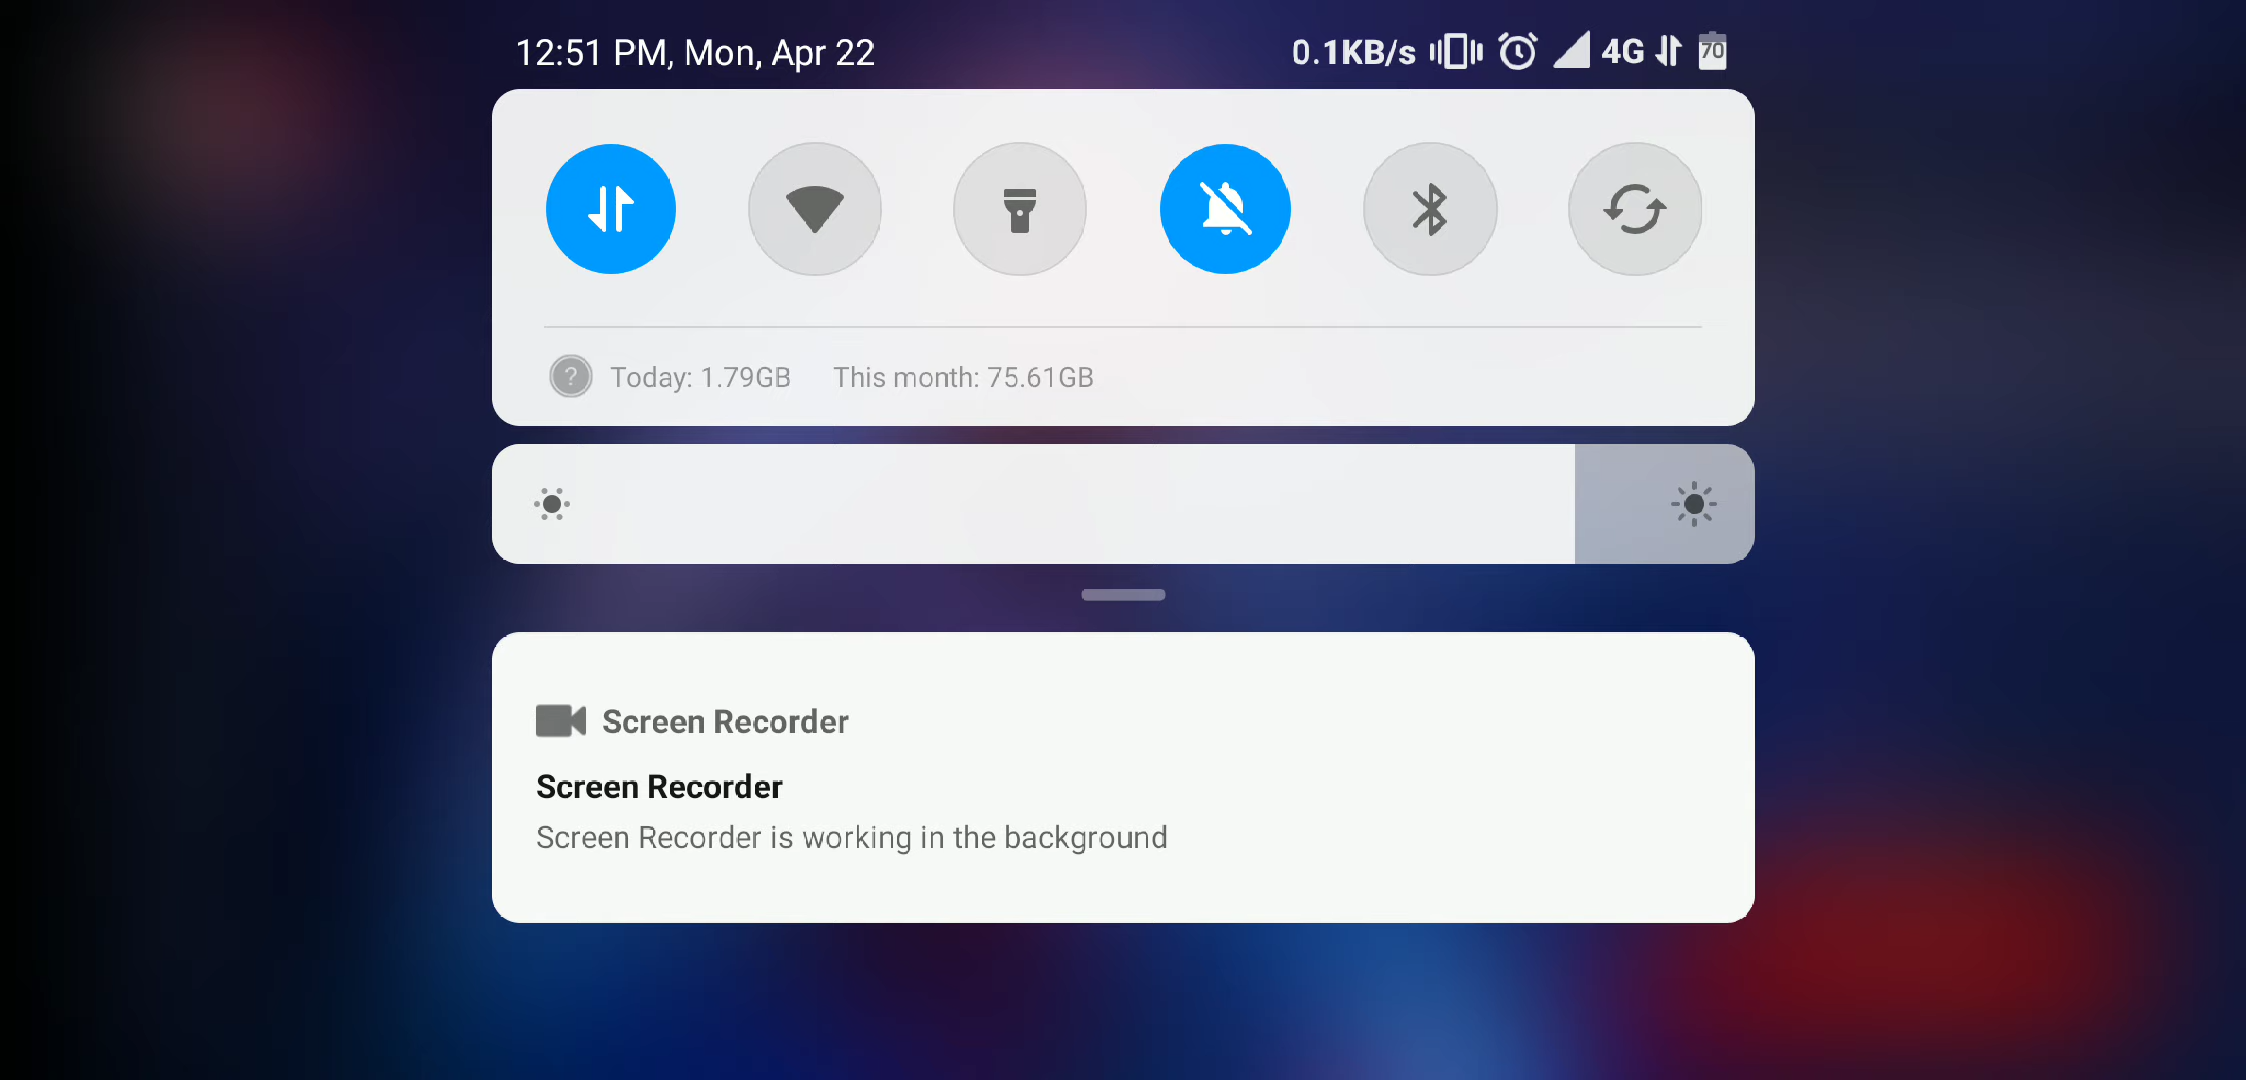 12:51 PM, Mon, Apr 22 0.1KB/s 4G 70
? Today: 1.79GB This month: 75.61GB
Screen Recorder
Screen Recorder
Screen Recorder is working in the background